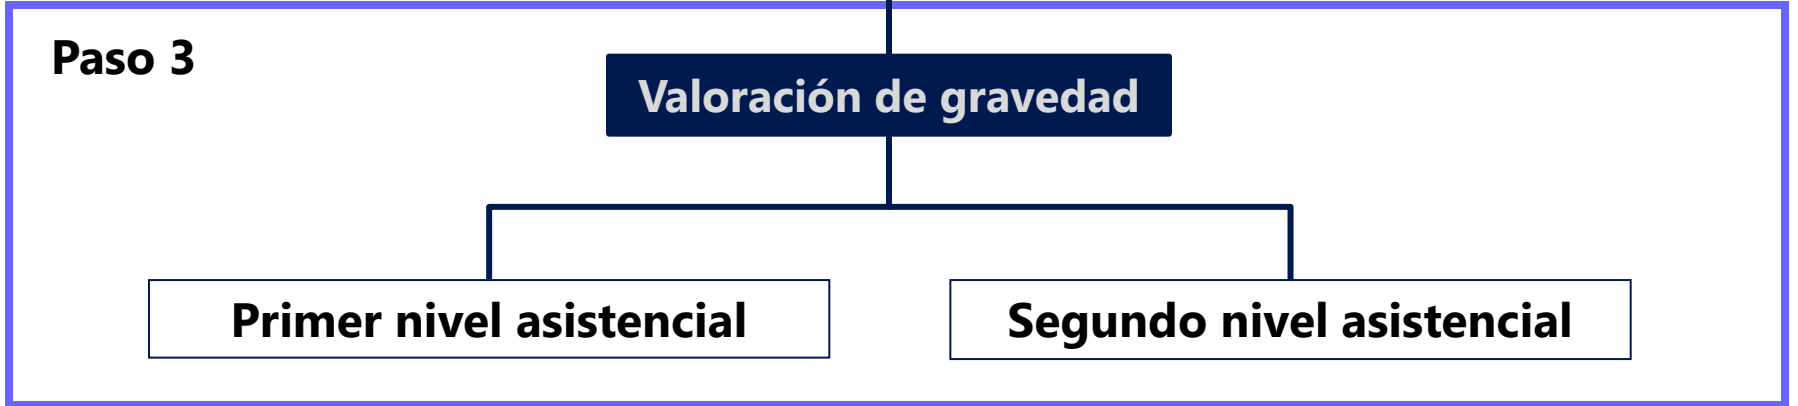 Paso 3
Valoración de gravedad
Primer nivel asistencial
Segundo nivel asistencial